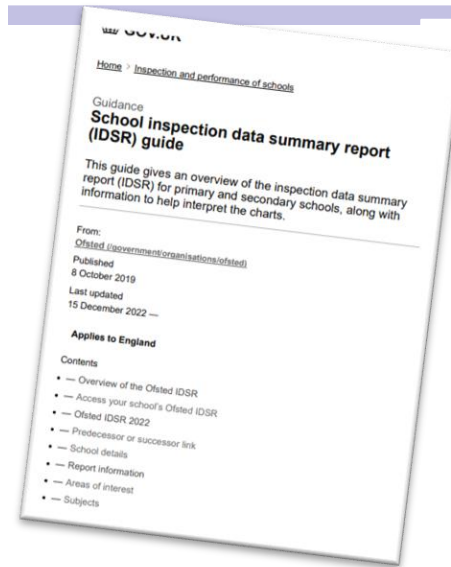 GOV.UK
Home > Inspection and performance of schools
Guidance
School inspection data summary report
(IDSR) guide
This guide gives an overview of the inspection data summary
report (IDSR) for primary and secondary schools, along with
information to help interpret the charts.
From:
Ofsted (/government/organisations/ofsted)
Published
8 October 2019
Last updated
15 December 2022 —
Applies to England
Contents
• — Overview of the Ofsted IDSR
• — Access your school's Ofsted IDSR
• — Ofsted IDSR 2022
• — Predecessor or successor link
• — School details
• — Report information
• — Areas of interest
• — Subjects